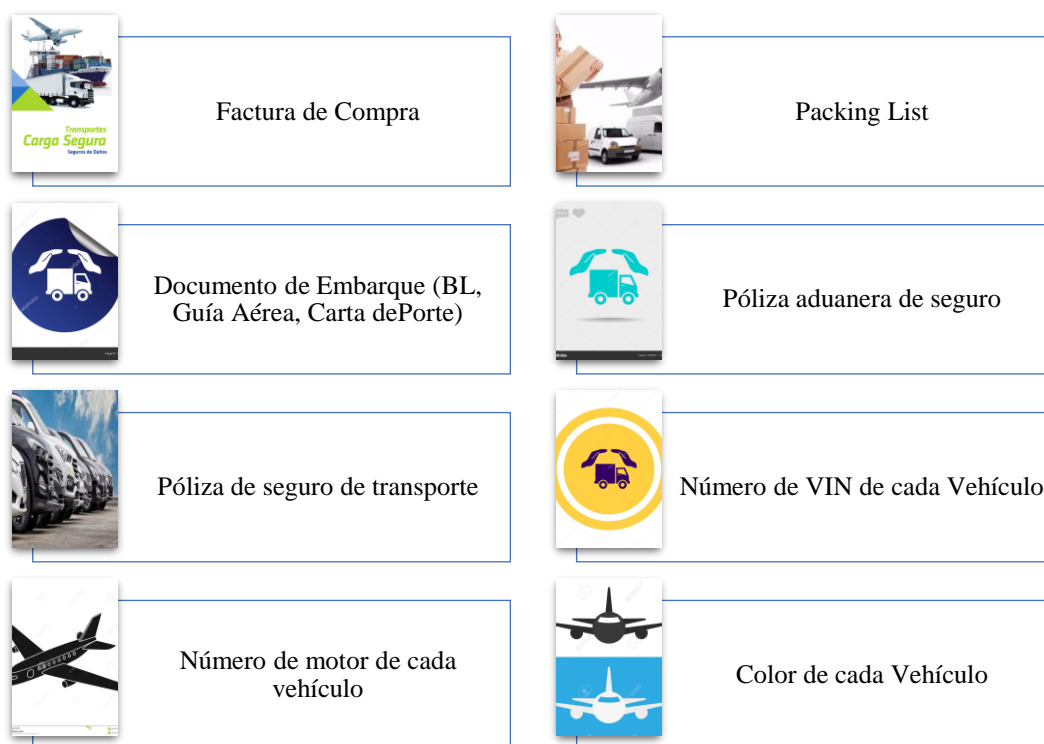 Transportes
Carga Segura
Seguros de Daños
Factura de Compra
Packing List
Documento de Embarque (BL,
Guía Aérea, Carta dePorte)
Póliza aduanera de seguro
Póliza de seguro de transporte
Número de VIN de cada Vehículo
Número de motor de cada
vehículo
Color de cada Vehículo